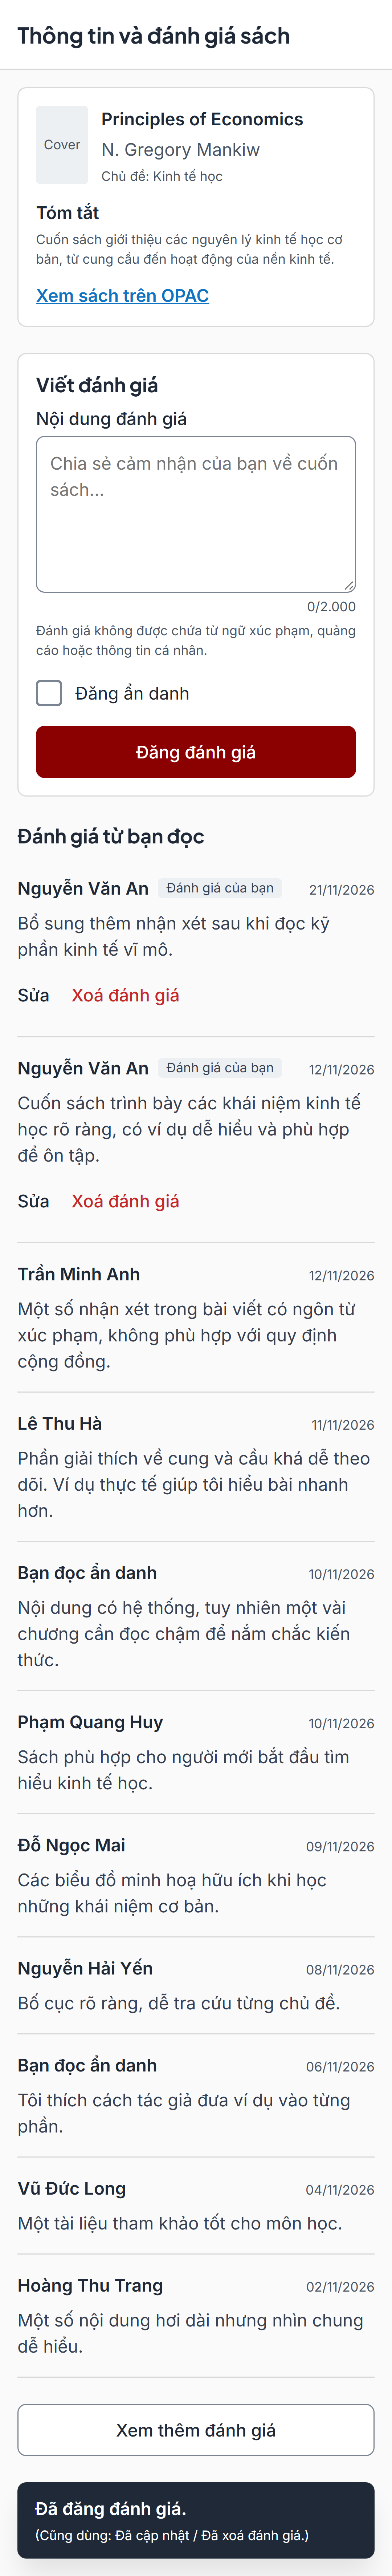 Thông tin và đánh giá sách
Cover
Principles of Economics
N. Gregory Mankiw
Chủ đề: Kinh tế học
Tóm tắt
Cuốn sách giới thiệu các nguyên lý kinh tế học cơ
bản, từ cung cầu đến hoạt động của nền kinh tế.
Xem sách trên OPAC
Viết đánh giá
Nội dung đánh giá
Chia sẻ cảm nhận của bạn về cuốn
sách...
0/2.000
Đánh giá không được chứa từ ngữ xúc phạm, quảng
cáo hoặc thông tin cá nhân.
Đăng ẩn danh
Đăng đánh giá
Đánh giá từ bạn đọc
Nguyễn Văn An Đánh giá của bạn 21/11/2026
Bổ sung thêm nhận xét sau khi đọc kỹ
phần kinh tế vĩ mô.
Sửa Xoá đánh giá
Nguyễn Văn An Đánh giá của bạn 12/11/2026
Cuốn sách trình bày các khái niệm kinh tế
học rõ ràng, có ví dụ dễ hiểu và phù hợp
để ôn tập.
Sửa Xoá đánh giá
Trần Minh Anh 12/11/2026
Một số nhận xét trong bài viết có ngôn từ
xúc phạm, không phù hợp với quy định
cộng đồng.
Lê Thu Hà 11/11/2026
Phần giải thích về cung và cầu khá dễ theo
dõi. Ví dụ thực tế giúp tôi hiểu bài nhanh
hơn.
Bạn đọc ẩn danh 10/11/2026
Nội dung có hệ thống, tuy nhiên một vài
chương cần đọc chậm để nắm chắc kiến
thức.
Phạm Quang Huy 10/11/2026
Sách phù hợp cho người mới bắt đầu tìm
hiểu kinh tế học.
Đỗ Ngọc Mai 09/11/2026
Các biểu đồ minh hoạ hữu ích khi học
những khái niệm cơ bản.
Nguyễn Hải Yến 08/11/2026
Bố cục rõ ràng, dễ tra cứu từng chủ đề.
Bạn đọc ẩn danh 06/11/2026
Tôi thích cách tác giả đưa ví dụ vào từng
phần.
Vũ Đức Long 04/11/2026
Một tài liệu tham khảo tốt cho môn học.
Hoàng Thu Trang 02/11/2026
Một số nội dung hơi dài nhưng nhìn chung
dễ hiểu.
Xem thêm đánh giá
Đã đăng đánh giá.
(Cũng dùng: Đã cập nhật / Đã xoá đánh giá.)